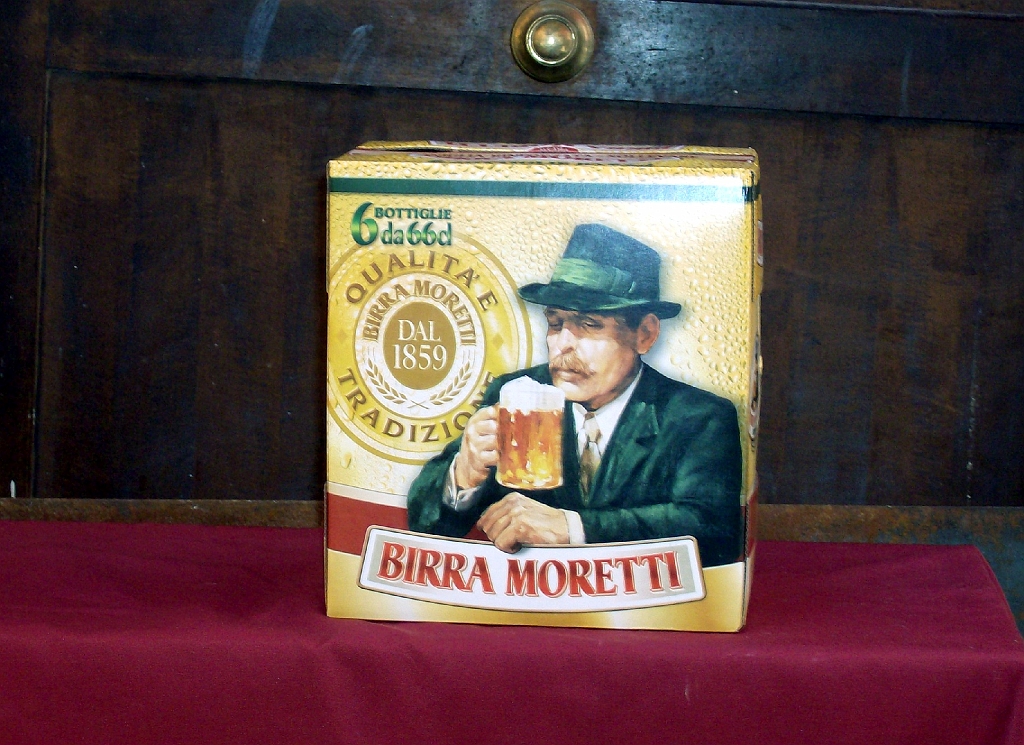 6 BOTTIGLIE
da 66cl
QUALITA' E
BIRRA MORETTI
DAL
1859
TRADIZIONE
BIRRA MORETTI